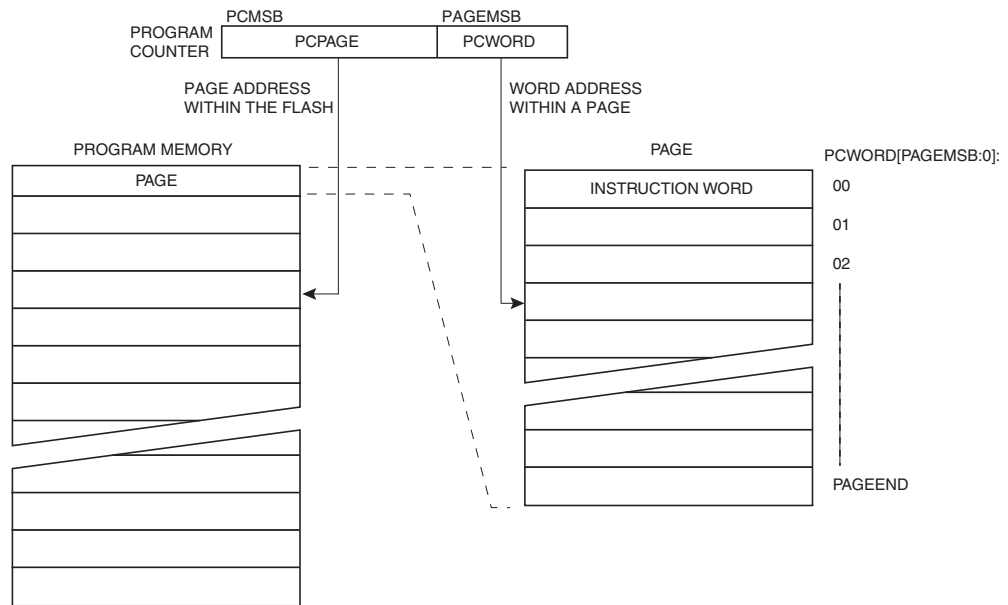 PCMSB
PAGEMSB
PROGRAM
COUNTER
PCPAGE
PCWORD
PAGE ADDRESS
WITHIN THE FLASH
WORD ADDRESS
WITHIN A PAGE
PROGRAM MEMORY
PAGE
PAGE
PCWORD[PAGEMSB:0]:
INSTRUCTION WORD
00
01
02
PAGEEND